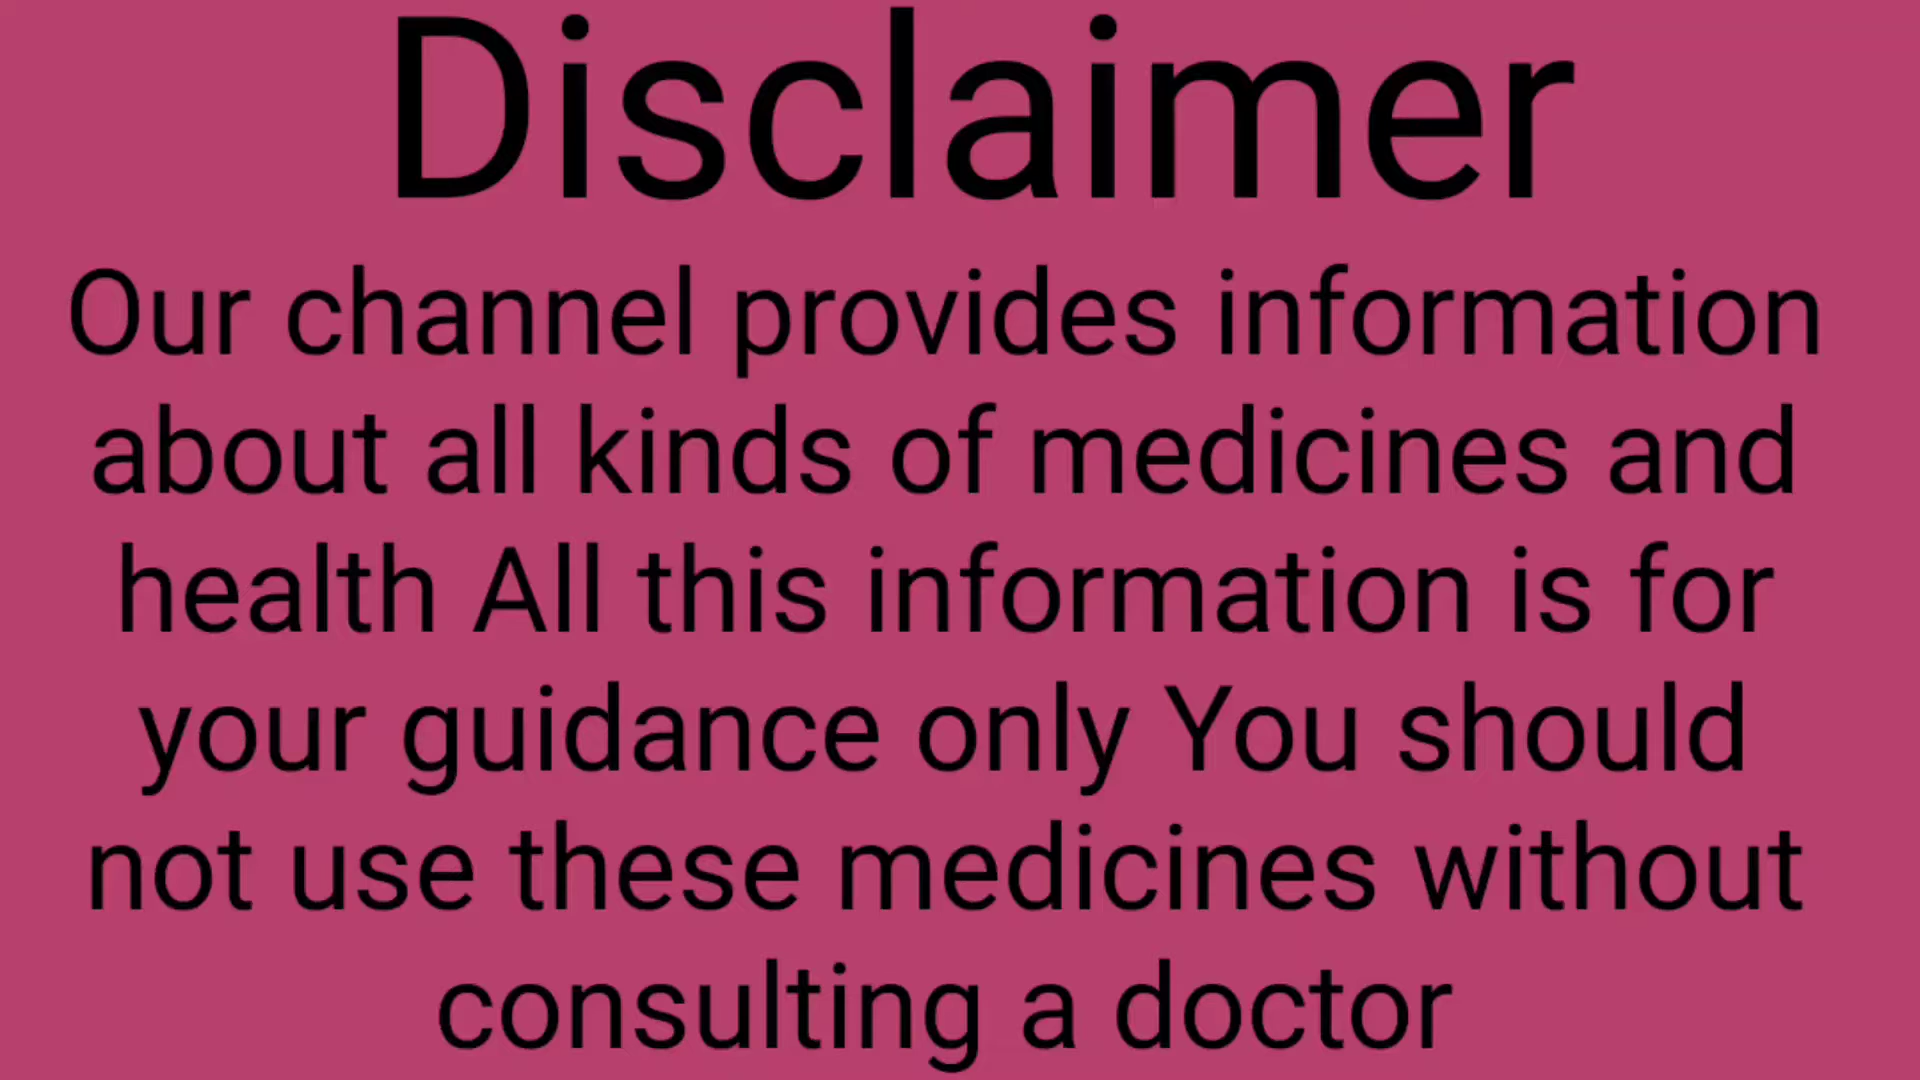 Disclaimer
Our channel provides information
about all kinds of medicines and
health All this information is for
your guidance only You should
not use these medicines without
consulting a doctor